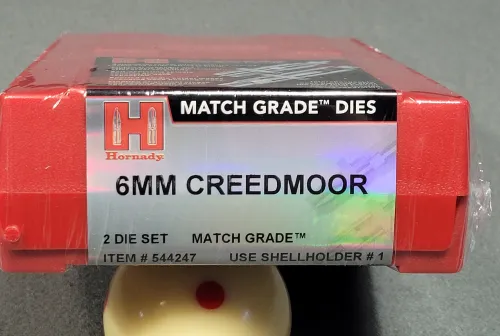 MATCH GRADE™ DIES
H
Hornady
6MM CREEDMOOR
2 DIE SET MATCH GRADE™
ITEM # 544247 USE SHELLHOLDER # 1